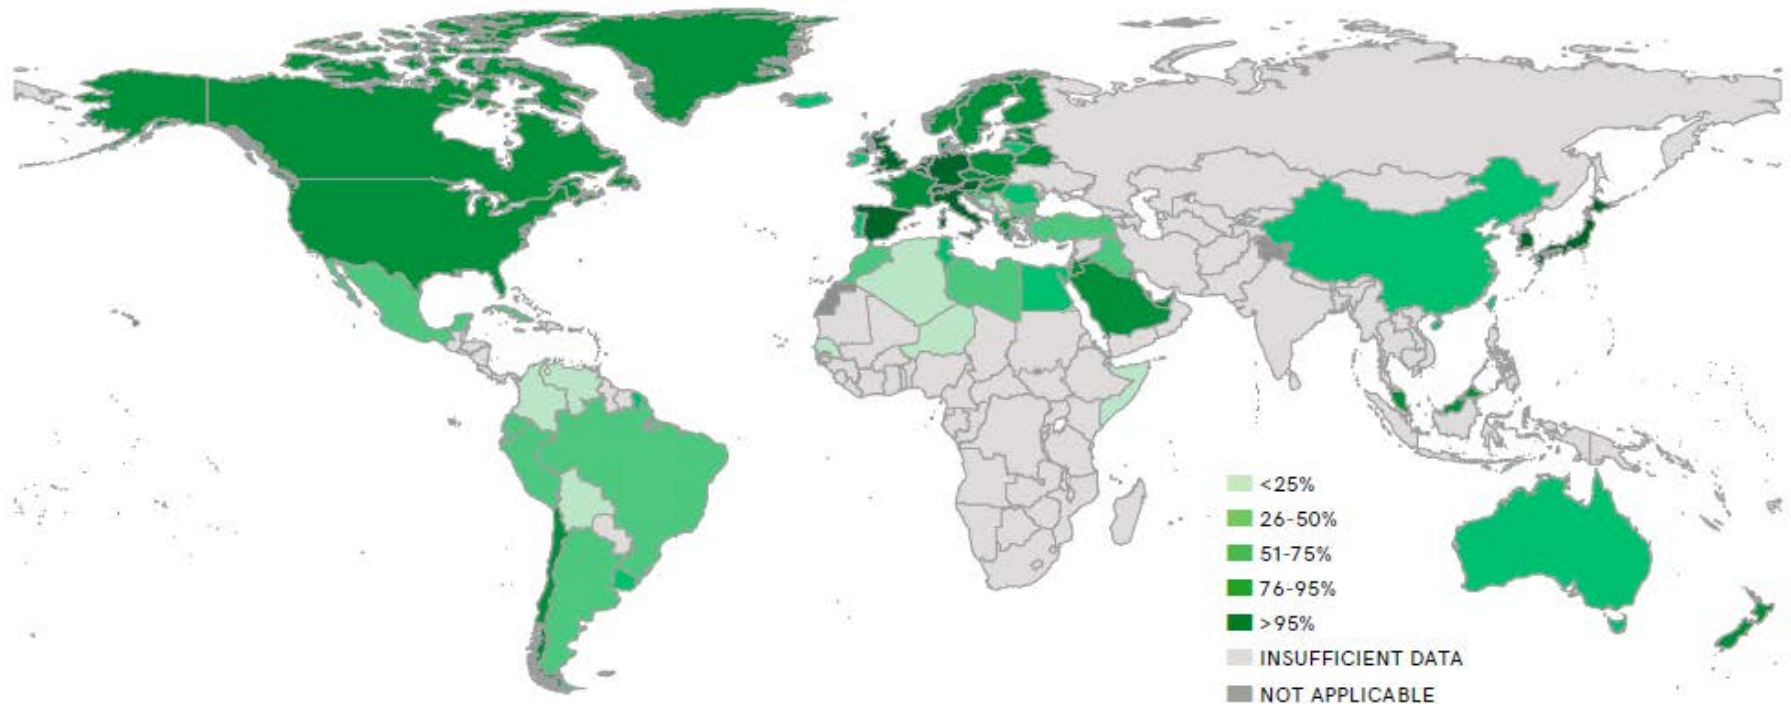 <25%
26-50%
51-75%
76-95%
>95%
INSUFFICIENT DATA
NOT APPLICABLE